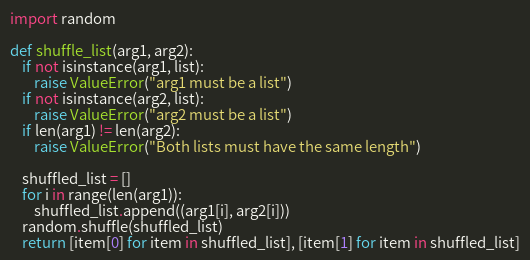 import random

def shuffle_list(arg1, arg2):
    if not isinstance(arg1, list):
        raise ValueError("arg1 must be a list")
    if not isinstance(arg2, list):
        raise ValueError("arg2 must be a list")
    if len(arg1) != len(arg2):
        raise ValueError("Both lists must have the same length")

    shuffled_list = []
    for i in range(len(arg1)):
        shuffled_list.append((arg1[i], arg2[i]))
    random.shuffle(shuffled_list)
    return [item[0] for item in shuffled_list], [item[1] for item in shuffled_list]